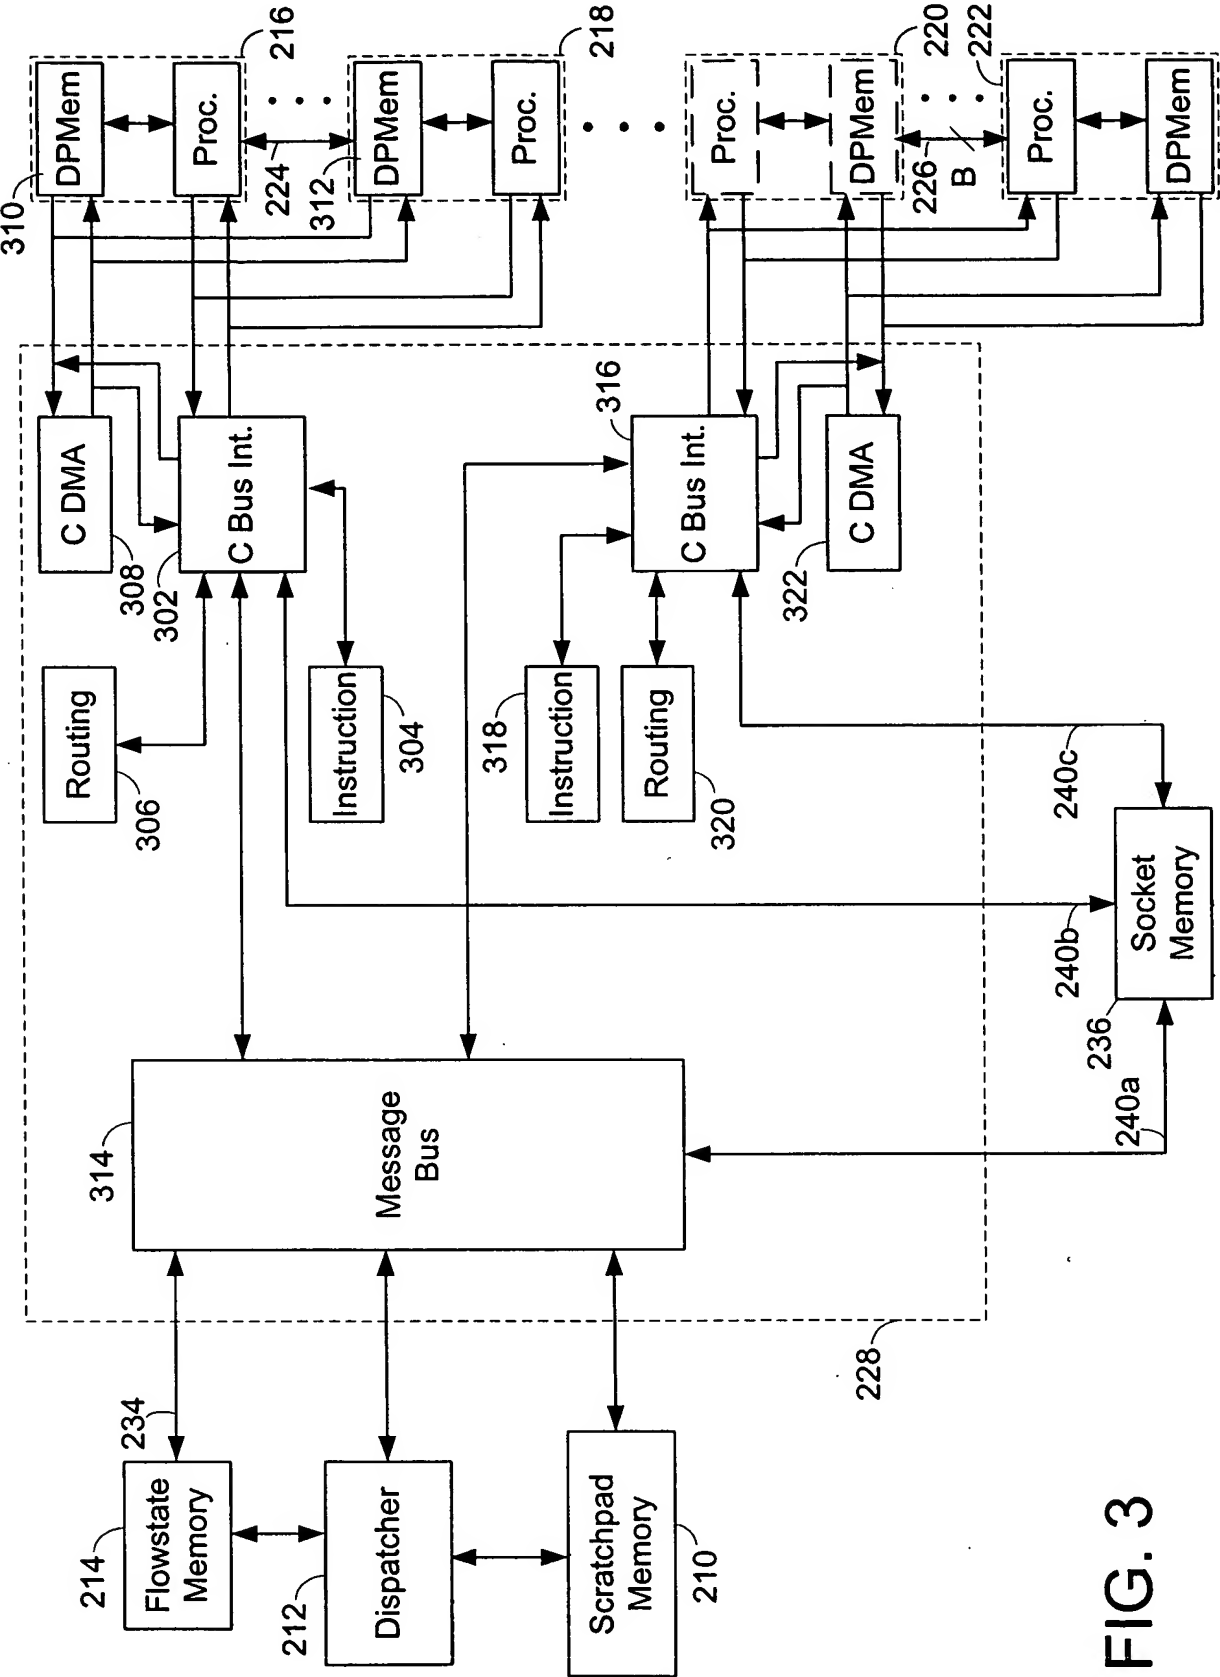 216
218
220
222
DPMem
Proc.
DPMem
Proc.
Proc.
DPMem
Proc.
DPMem
310
224
312
226
B
C DMA
308
C Bus Int.
302
316
C Bus Int.
322
C DMA
Routing
306
Instruction
304
318
Instruction
Routing
320
240c
240b
Socket
Memory
236
240a
314
Message
Bus
228
234
214
Flowstate
Memory
212
Dispatcher
Scratchpad
Memory
210
FIG. 3